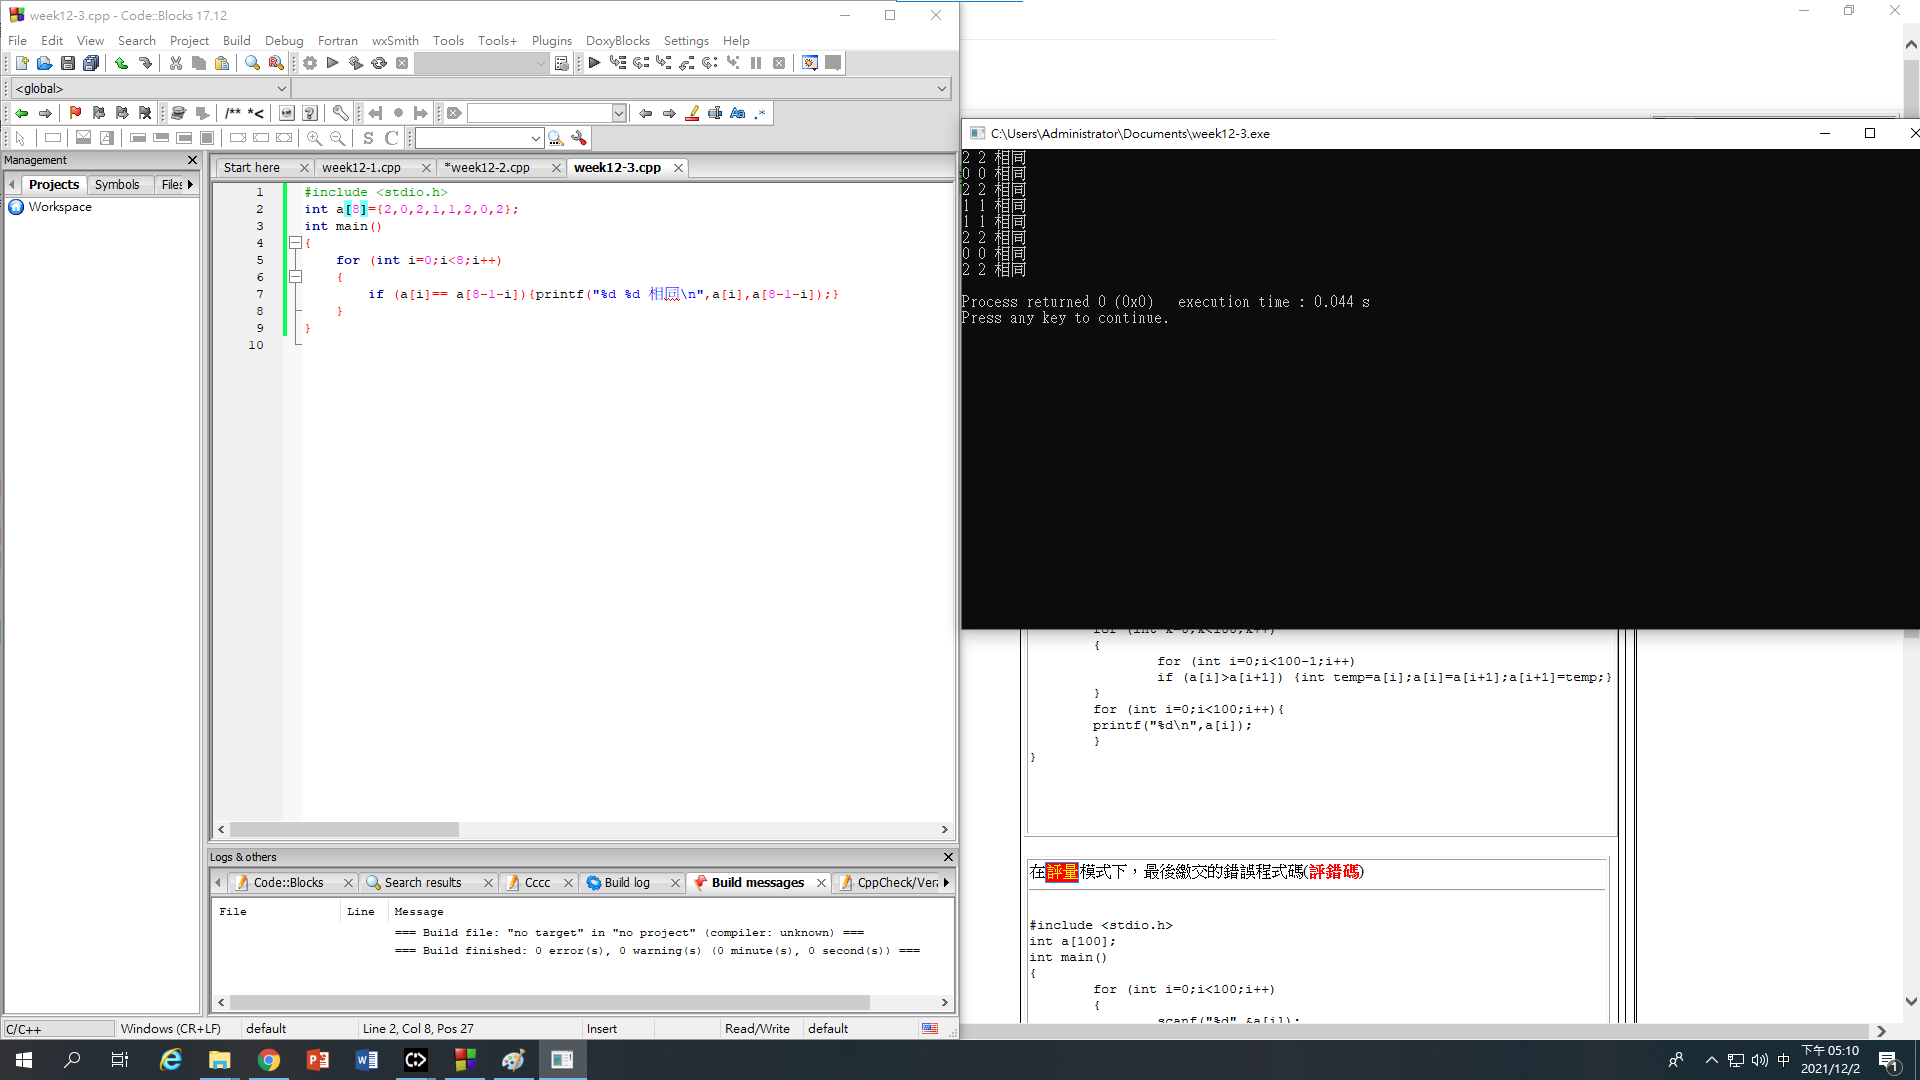 week12-3.cpp - Code::Blocks 17.12
File Edit View Search Project Build Debug Fortran wxSmith Tools Tools+ Plugins DoxyBlocks Settings Help
<global>
/** *<
S C
Management
Projects Symbols Files
Workspace
Start here week12-1.cpp *week12-2.cpp week12-3.cpp
1 #include <stdio.h>
2 int a[8]={2,0,2,1,1,2,0,2};
3 int main()
4 {
5 for (int i=0;i<8;i++)
6 {
7 if (a[i]== a[8-1-i]){printf("%d %d 相同\n",a[i],a[8-1-i]);}
8 }
9 }
10
Logs & others
Code::Blocks Search results Cccc Build log Build messages CppCheck/Vera
File Line Message
=== Build file: "no target" in "no project" (compiler: unknown) ===
=== Build finished: 0 error(s), 0 warning(s) (0 minute(s), 0 second(s)) ===
C/C++ Windows (CR+LF) default Line 2, Col 8, Pos 27 Insert Read/Write default
C:\Users\Administrator\Documents\week12-3.exe
2 2 相同
0 0 相同
2 2 相同
1 1 相同
1 1 相同
2 2 相同
0 0 相同
2 2 相同
Process returned 0 (0x0) execution time : 0.044 s
Press any key to continue.
for (int k=0;k<100;k++)
{
for (int i=0;i<100-1;i++)
if (a[i]>a[i+1]) {int temp=a[i];a[i]=a[i+1];a[i+1]=temp;}
}
for (int i=0;i<100;i++){
printf("%d\n",a[i]);
}
}
在評量模式下，最後繳交的錯誤程式碼(評錯碼)
#include <stdio.h>
int a[100];
int main()
{
for (int i=0;i<100;i++)
{
scanf("%d",&a[i]);
中
下午 05:10
2021/12/2
1